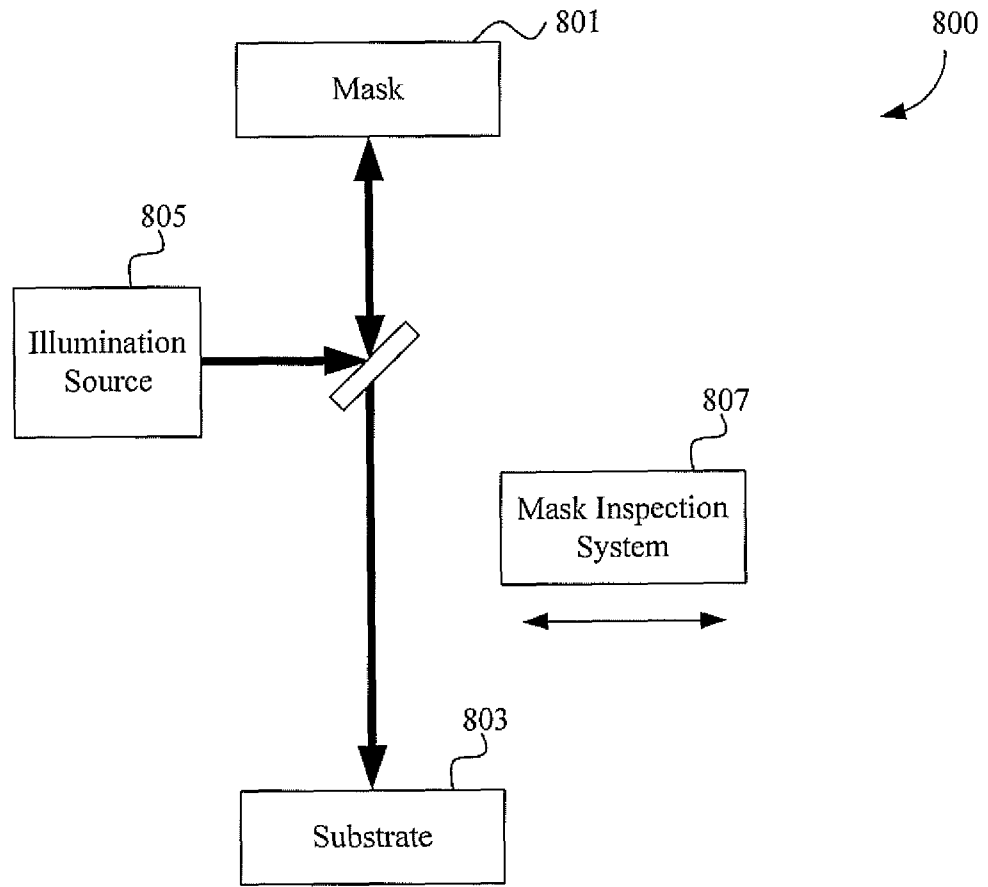 801
800
Mask
805
Illumination
Source
807
Mask Inspection
System
803
Substrate